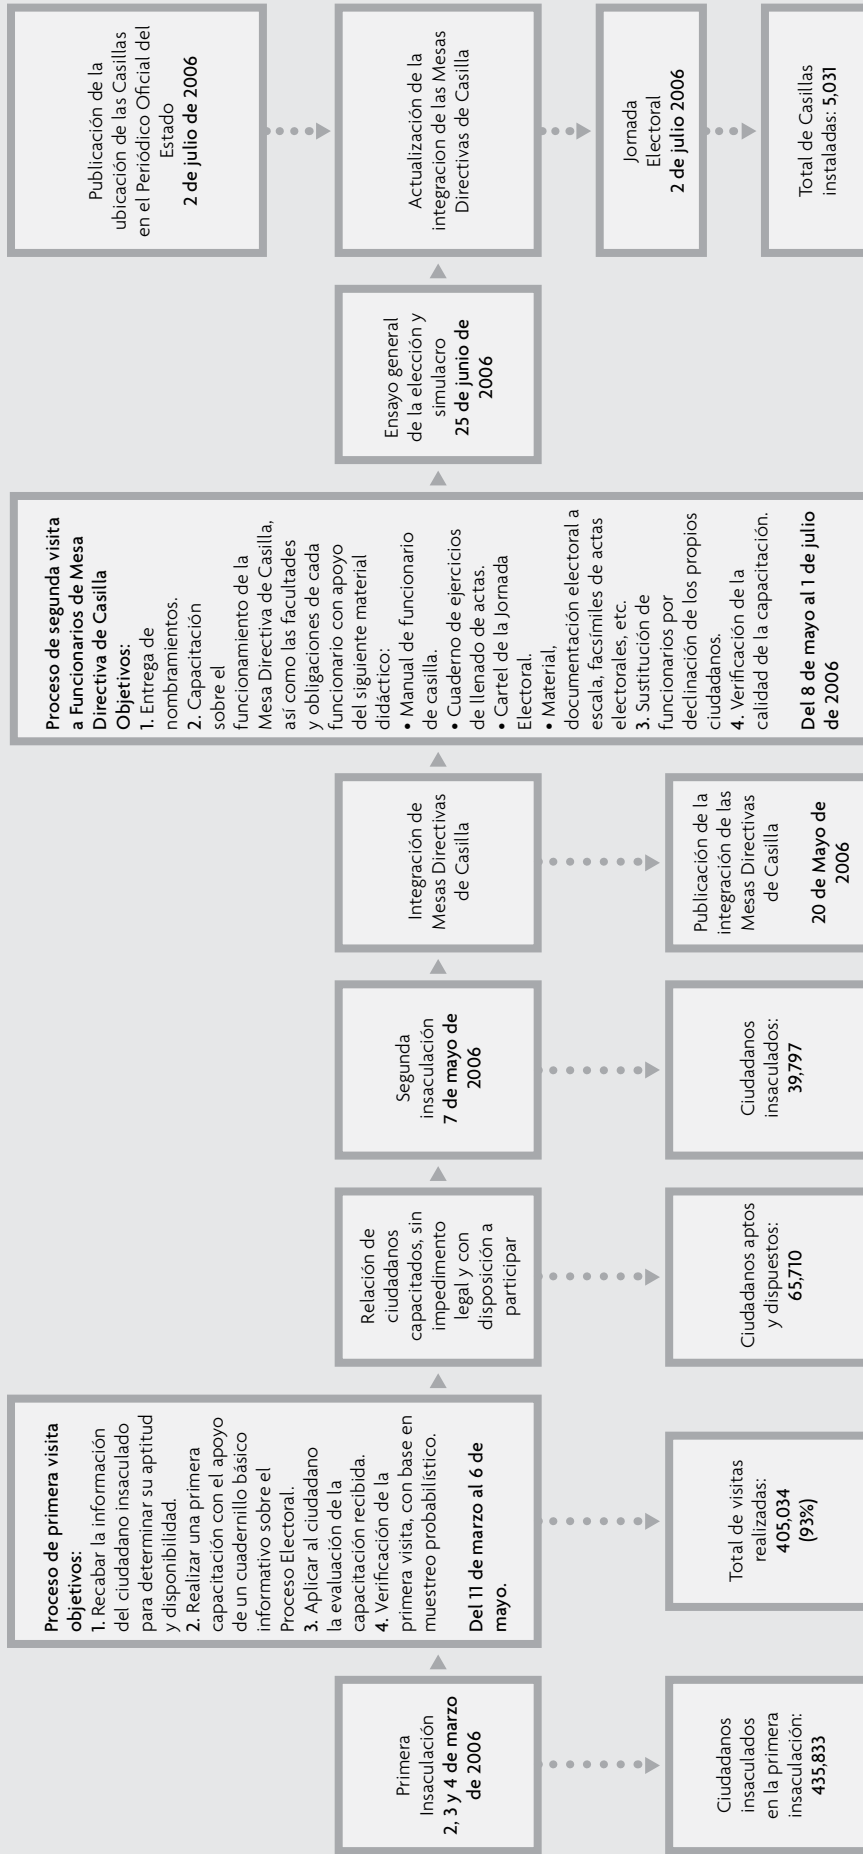 Primera
Insaculación
2, 3 y 4 de marzo
de 2006
Ciudadanos
insaculados
en la primera
insaculación:
435,833
Proceso de primera visita
objetivos:
1. Recabar la información
del ciudadano insaculado
para determinar su aptitud
y disponibilidad.
2. Realizar una primera
capacitación con el apoyo
de un cuadernillo básico
informativo sobre el
Proceso Electoral.
3. Aplicar al ciudadano
la evaluación de la
capacitación recibida.
4. Verificación de la
primera visita, con base en
muestreo probabilístico.
Del 11 de marzo al 6 de
mayo.
Total de visitas
realizadas:
405,034
(93%)
Relación de
ciudadanos
capacitados, sin
impedimento
legal y con
disposición a
participar
Ciudadanos aptos
y dispuestos:
65,710
Segunda
insaculación
7 de mayo de
2006
Ciudadanos
insaculados:
39,797
Integración de
Mesas Directivas
de Casilla
Publicación de la
integración de las
Mesas Directivas
de Casilla
20 de Mayo de
2006
Proceso de segunda visita
a Funcionarios de Mesa
Directiva de Casilla
Objetivos:
1. Entrega de
nombramientos.
2. Capacitación
sobre el
funcionamiento de la
Mesa Directiva de Casilla,
así como las facultades
y obligaciones de cada
funcionario con apoyo
del siguiente material
didáctico:
• Manual de funcionario
de casilla.
• Cuaderno de ejercicios
de llenado de actas.
• Cartel de la Jornada
Electoral.
• Material,
documentación electoral a
escala, facsímiles de actas
electorales, etc.
3. Sustitución de
funcionarios por
declinación de los propios
ciudadanos.
4. Verificación de la
calidad de la capacitación.
Del 8 de mayo al 1 de julio
de 2006
Ensayo general
de la elección y
simulacro
25 de junio de
2006
Publicación de la
ubicación de las Casillas
en el Periódico Oficial del
Estado
2 de julio de 2006
Actualización de la
integracion de las Mesas
Directivas de Casilla
Jornada
Electoral
2 de julio 2006
Total de Casillas
instaladas: 5,031